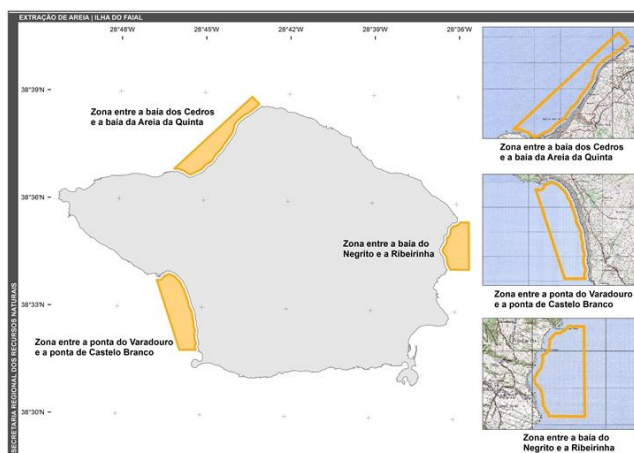 EXTRAÇÃO DE AREIA | ILHA DO FAIAL
28°48'W
28°45'W
28°42'W
28°39'W
28°36'W
38°39'N
38°36'N
38°33'N
38°30'N
Zona entre a baía dos Cedros
e a baía da Areia da Quinta
Zona entre a baía do
Negrito e a Ribeirinha
Zona entre a ponta do Varadouro
e a ponta de Castelo Branco
Zona entre a baía dos Cedros
e a baía da Areia da Quinta
Zona entre a ponta do Varadouro
e a ponta de Castelo Branco
Zona entre a baía do
Negrito e a Ribeirinha
SECRETARIA REGIONAL DOS RECURSOS NATURAIS